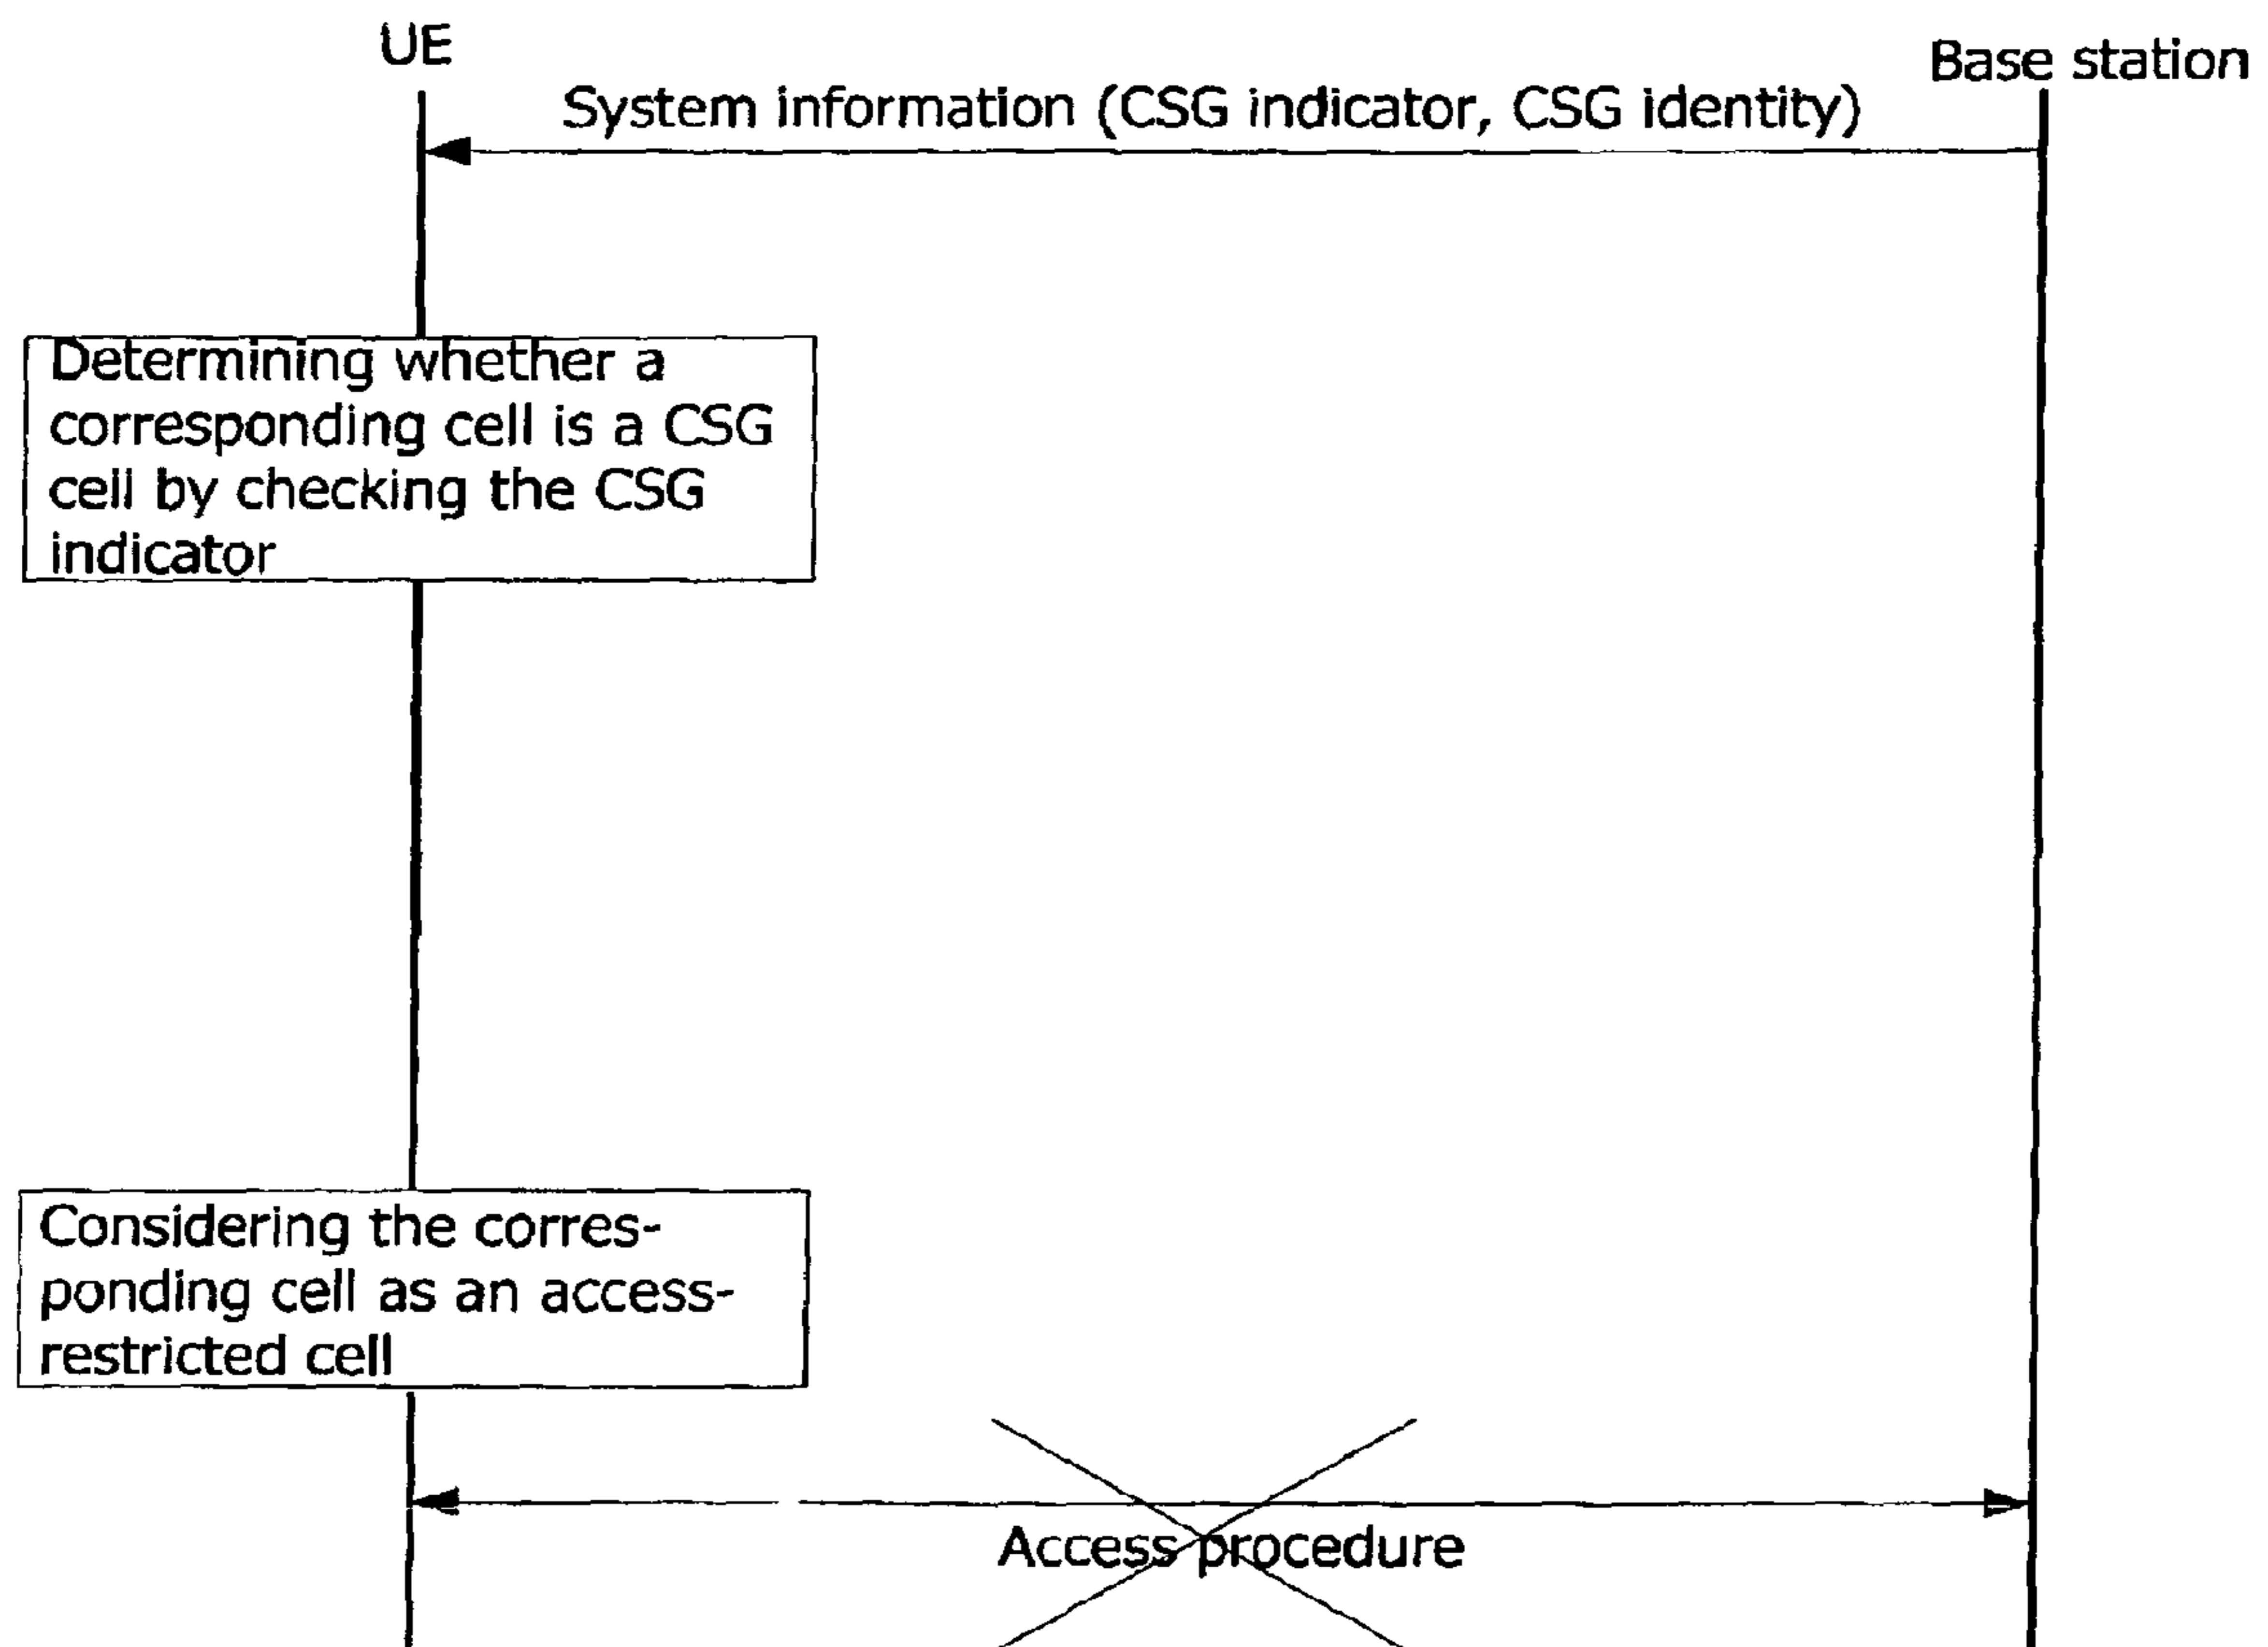 UE
Base station
System information (CSG indicator, CSG identity)
Determining whether a
corresponding cell is a CSG
cell by checking the CSG
indicator
Considering the corres-
ponding cell as an access-
restricted cell
Access procedure